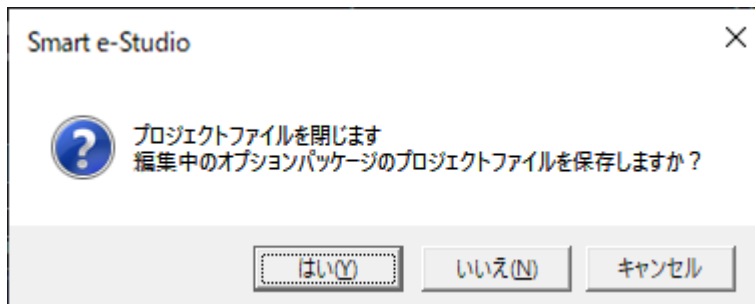 Smart e-Studio
プロジェクトファイルを閉じます
編集中のオプションパッケージのプロジェクトファイルを保存しますか？
はい(Y)
いいえ(N)
キャンセル